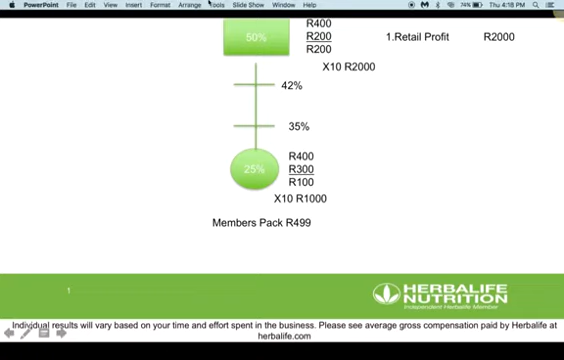 PowerPoint File Edit View Insert Format Arrange Tools Slide Show Window Help 74% Thu 4:18 PM
50%
R400
R200
R200
1.Retail Profit R2000
X10 R2000
42%
35%
25%
R400
R300
R100
X10 R1000
Members Pack R499
1
HERBALIFE
NUTRITION
Independent Herbalife Member
Individual results will vary based on your time and effort spent in the business. Please see average gross compensation paid by Herbalife at
herbalife.com